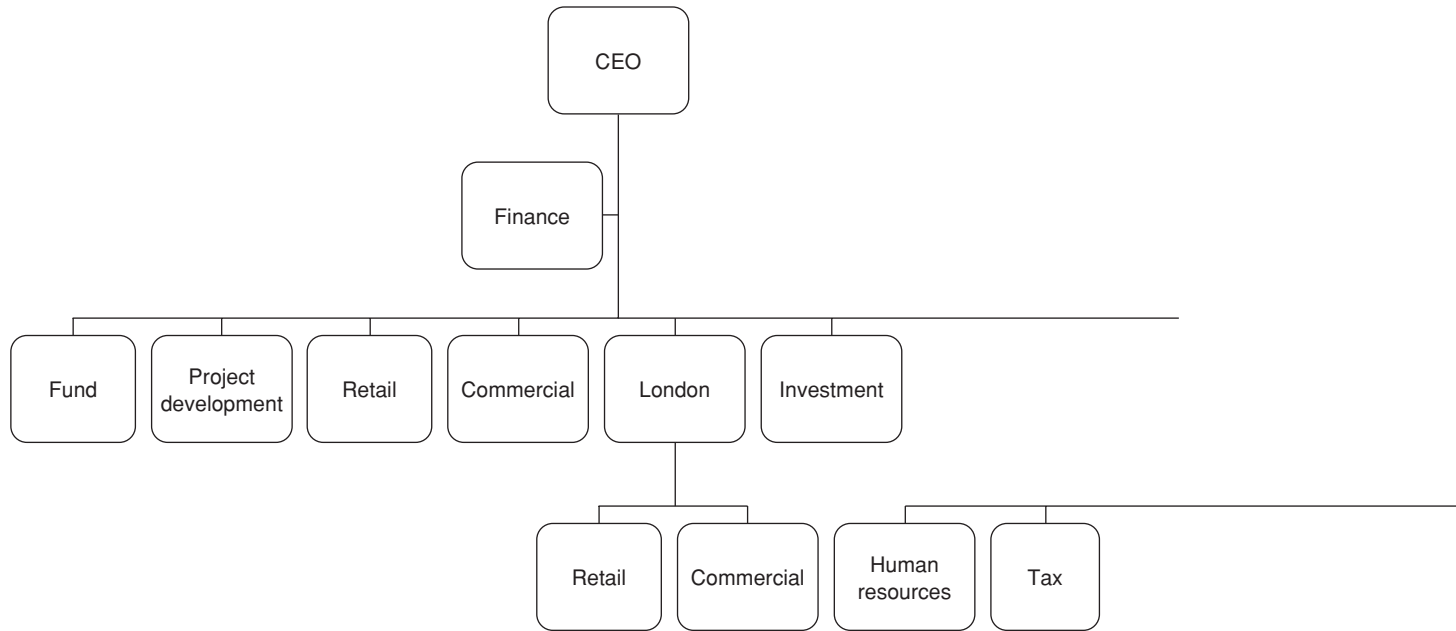 CEO
Finance
Fund
Project
development
Retail
Commercial
London
Investment
Retail
Commercial
Human
resources
Tax